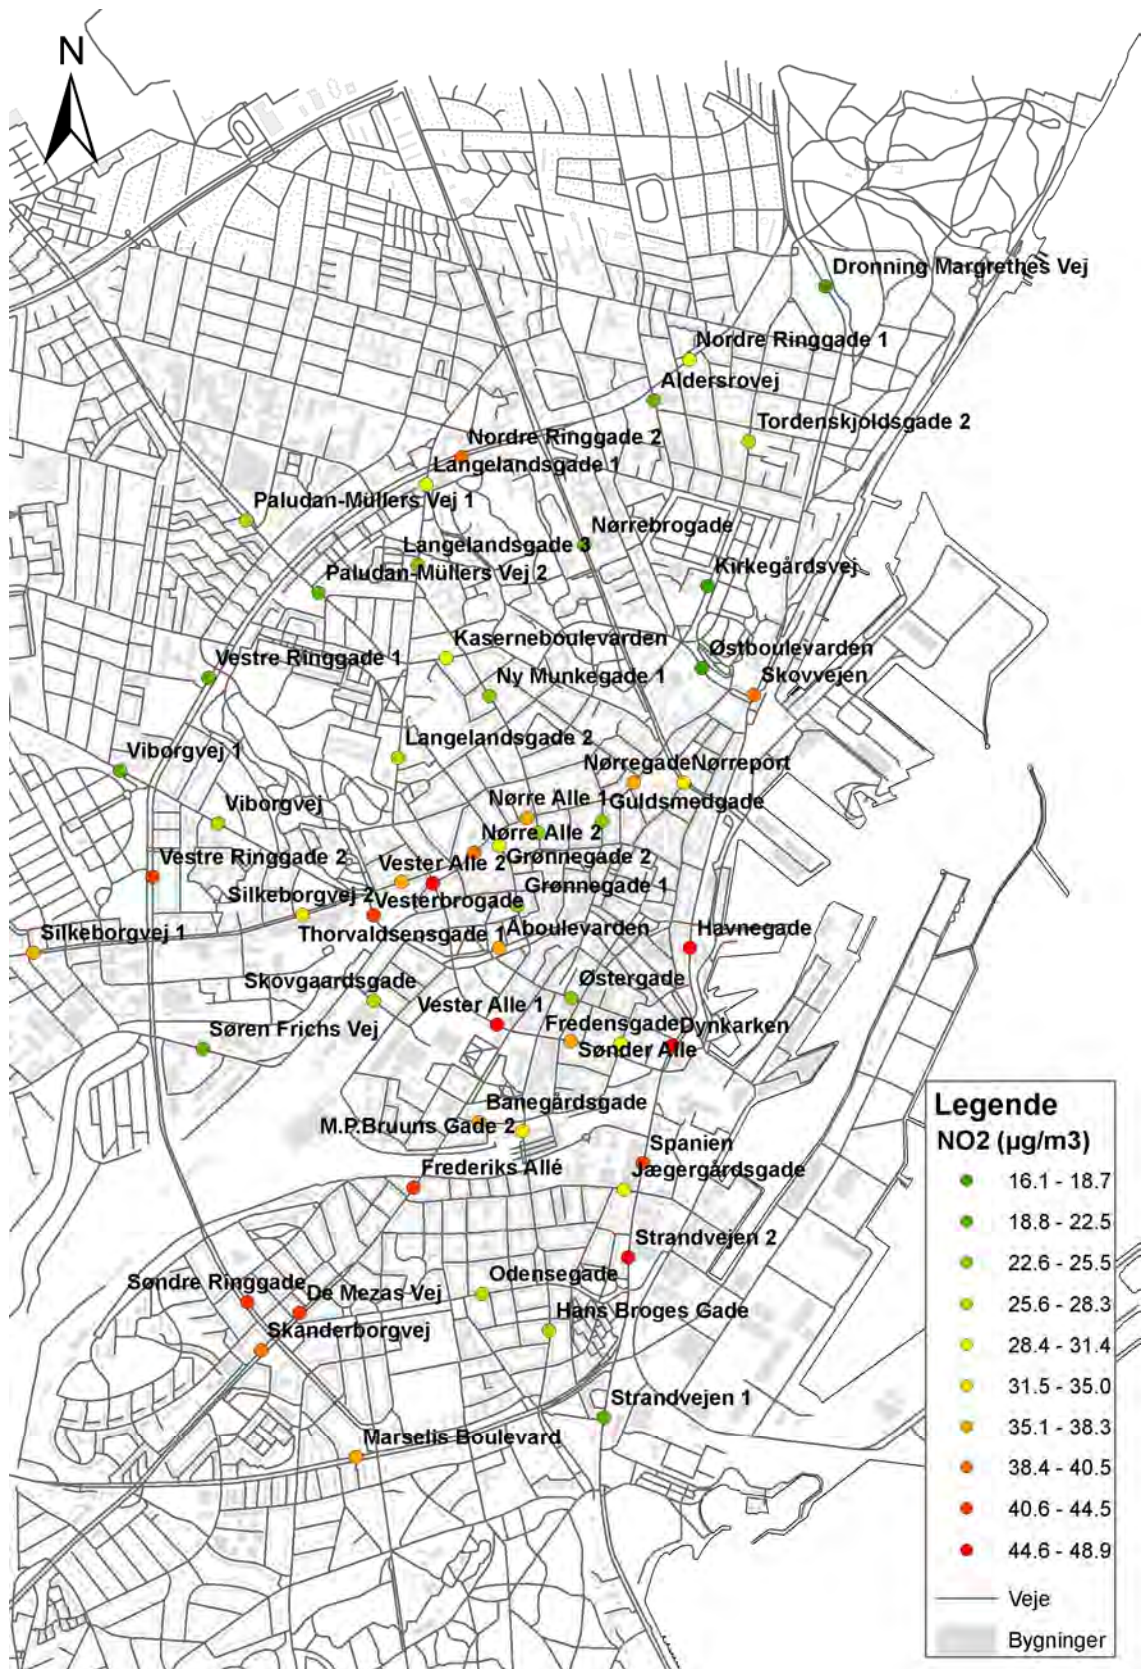 N
Dronning Margrethes Vej
Nordre Ringgade 1
Aldersrovej
Tordenskjoldsgade 2
Nordre Ringgade 2
Langelandsgade 1
Paludan-Müllers Vej 1
Nørrebrogade
Langelandsgade 3
Paludan-Müllers Vej 2
Kirkegårdsvej
Kaserneboulevarden
Østboulevarden
Vestre Ringgade 1
Ny Munkegade 1
Skovvejen
Langelandsgade 2
Viborgvej 1
Nørregade
Nørreport
Nørre Alle 1
Guldsmedgade
Viborgvej
Nørre Alle 2
Vestre Ringgade 2
Vester Alle 2
Grønnegade 2
Silkeborgvej 2
Vesterbrogade
Grønnegade 1
Silkeborgvej 1
Thorvaldsensgade 1
Åboulevarden
Havnegade
Skovgaardsgade
Østergade
Vester Alle 1
Søren Frichs Vej
Fredensgade
Dynkarken
Sønder Alle
Banegårdsgade
M.P.Bruuns Gade 2
Spanien
Frederiks Allé
Jægergårdsgade
Strandvejen 2
Søndre Ringgade
De Mezas Vej
Odensegade
Skanderborgvej
Hans Broges Gade
Strandvejen 1
Marselis Boulevard
Legende
NO2 (µg/m3)
16.1 - 18.7
18.8 - 22.5
22.6 - 25.5
25.6 - 28.3
28.4 - 31.4
31.5 - 35.0
35.1 - 38.3
38.4 - 40.5
40.6 - 44.5
44.6 - 48.9
Veje
Bygninger